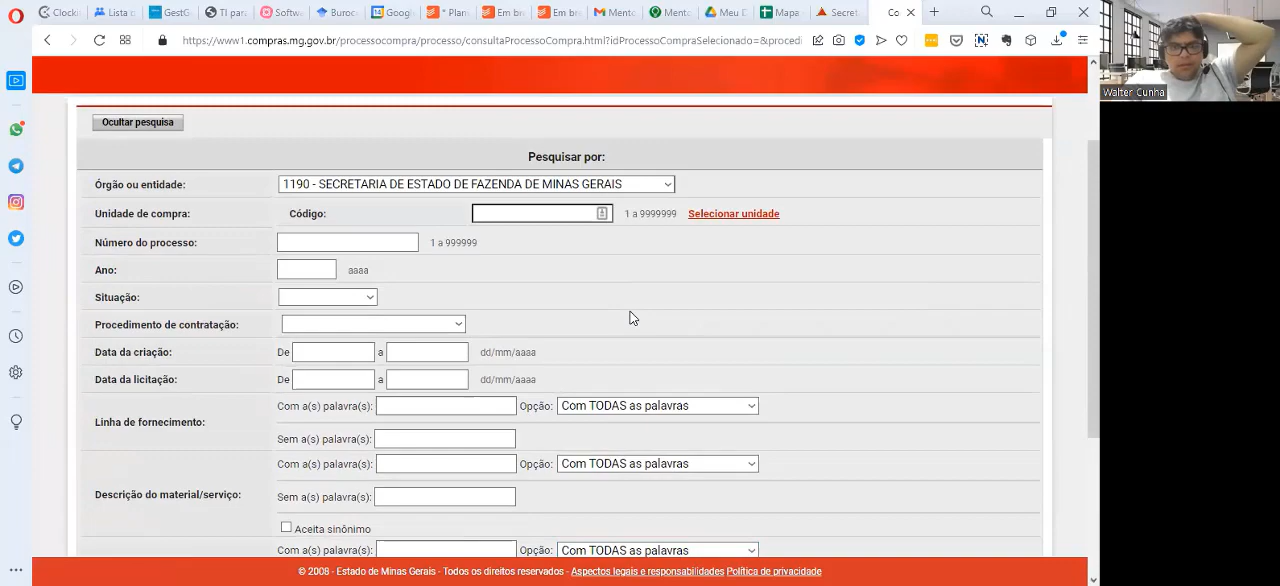 Clocki
Lista d
GestG
TI para
Softwa
Buroc
Googl
* Plan
Em bre
Em bre
Mento
Mento
Meu D
Mapa
Secret
Co
https://www1.compras.mg.gov.br/processocompra/processo/consultaProcessoCompra.html?idProcessoCompraSelecionado=&procedi
Walter Cunha
Ocultar pesquisa
Pesquisar por:
Órgão ou entidade: 1190 - SECRETARIA DE ESTADO DE FAZENDA DE MINAS GERAIS
Unidade de compra: Código: 1 a 9999999 Selecionar unidade
Número do processo: 1 a 999999
Ano: aaaa
Situação:
Procedimento de contratação:
Data da criação: De a dd/mm/aaaa
Data da licitação: De a dd/mm/aaaa
Com a(s) palavra(s): Opção: Com TODAS as palavras
Linha de fornecimento:
Sem a(s) palavra(s):
Com a(s) palavra(s): Opção: Com TODAS as palavras
Descrição do material/serviço:
Sem a(s) palavra(s):
Aceita sinônimo
Com a(s) palavra(s): Opção: Com TODAS as palavras
© 2008 - Estado de Minas Gerais - Todos os direitos reservados - Aspectos legais e responsabilidades Política de privacidade